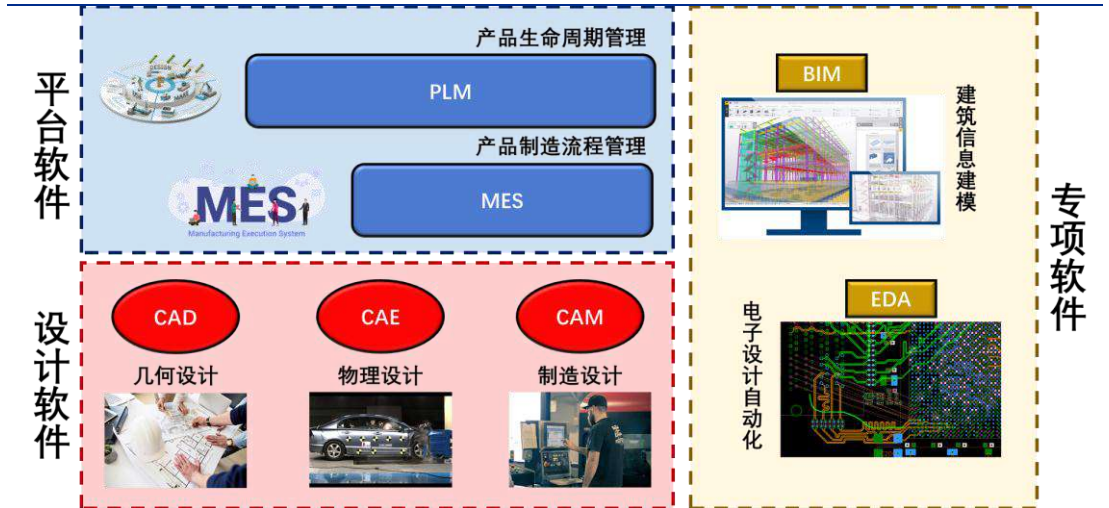 平台软件
产品生命周期管理
PLM
产品制造流程管理
MES
DESIGN
MES
Manufacturing Execution System
设计软件
CAD
CAE
CAM
几何设计
物理设计
制造设计
BIM
建筑信息建模
EDA
电子设计自动化
专项软件